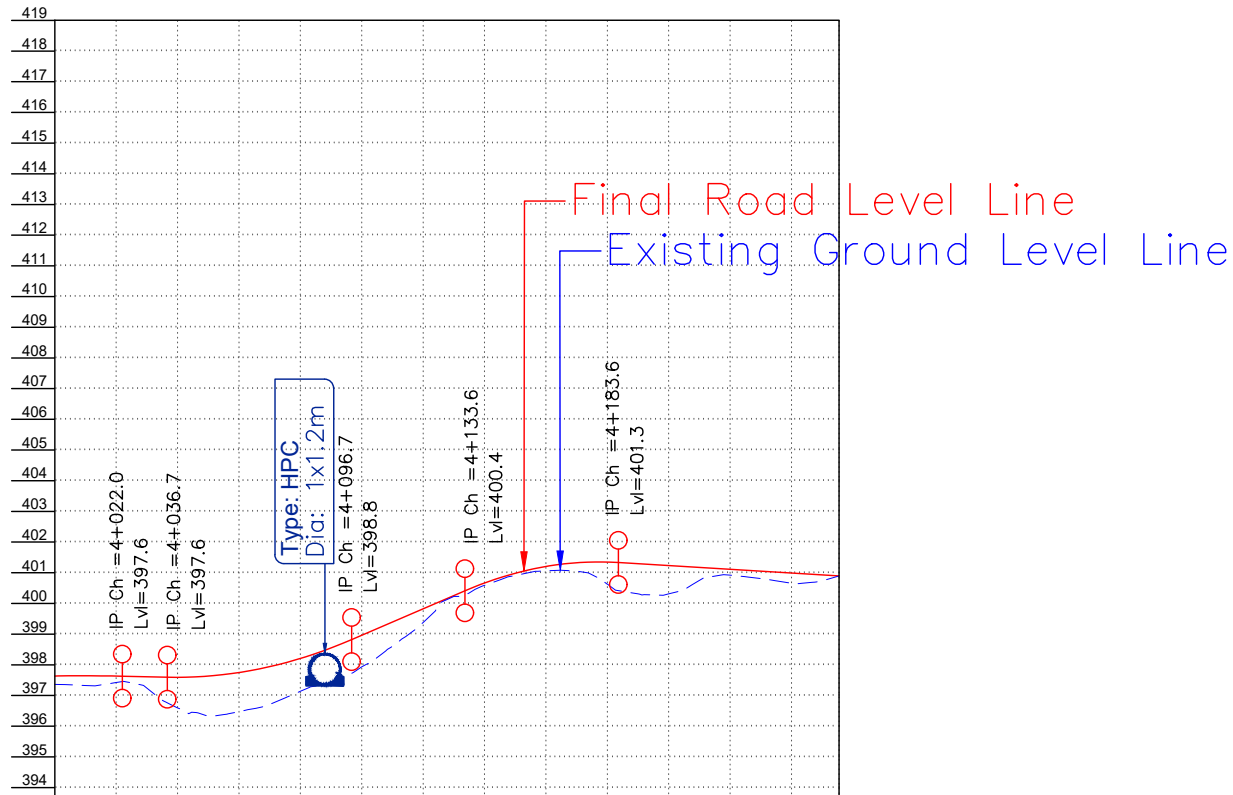 419
418
417
416
415
414
413
412
411
410
409
408
407
406
405
404
403
402
401
400
399
398
397
396
395
394
Final Road Level Line
Existing Ground Level Line
IP Ch =4+022.0
Lvl=397.6
IP Ch =4+036.7
Lvl=397.6
Type: HPC
Dia: 1x1.2m
IP Ch =4+096.7
Lvl=398.8
IP Ch =4+133.6
Lvl=400.4
IP Ch =4+183.6
Lvl=401.3